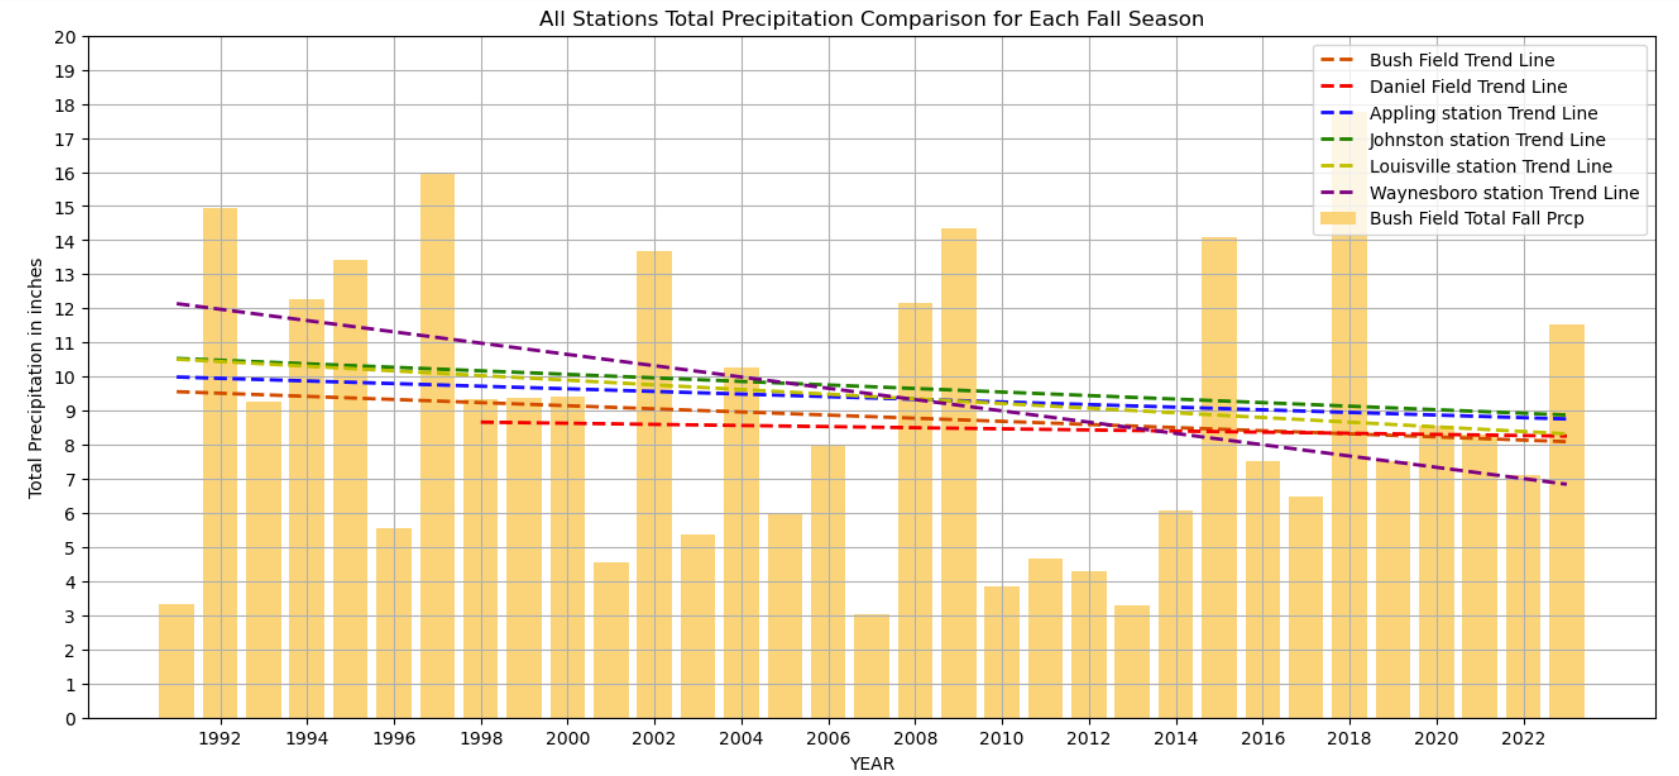 All Stations Total Precipitation Comparison for Each Fall Season
Total Precipitation in inches
20
19
18
17
16
15
14
13
12
11
10
9
8
7
6
5
4
3
2
1
0
Bush Field Trend Line
Daniel Field Trend Line
Appling station Trend Line
Johnston station Trend Line
Louisville station Trend Line
Waynesboro station Trend Line
Bush Field Total Fall Prcp
1992 1994 1996 1998 2000 2002 2004 2006 2008 2010 2012 2014 2016 2018 2020 2022
YEAR